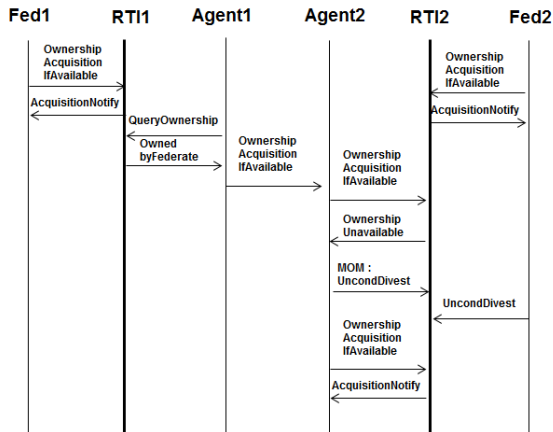 Fed1 RTI1 Agent1 Agent2 RTI2 Fed2
Ownership
Acquisition
IfAvailable
AcquisitionNotify
Ownership
Acquisition
IfAvailable
AcquisitionNotify
QueryOwnership
Owned
byFederate
Ownership
Acquisition
IfAvailable
Ownership
Acquisition
IfAvailable
Ownership
Unavailable
MOM :
UncondDivest
UncondDivest
Ownership
Acquisition
IfAvailable
AcquisitionNotify